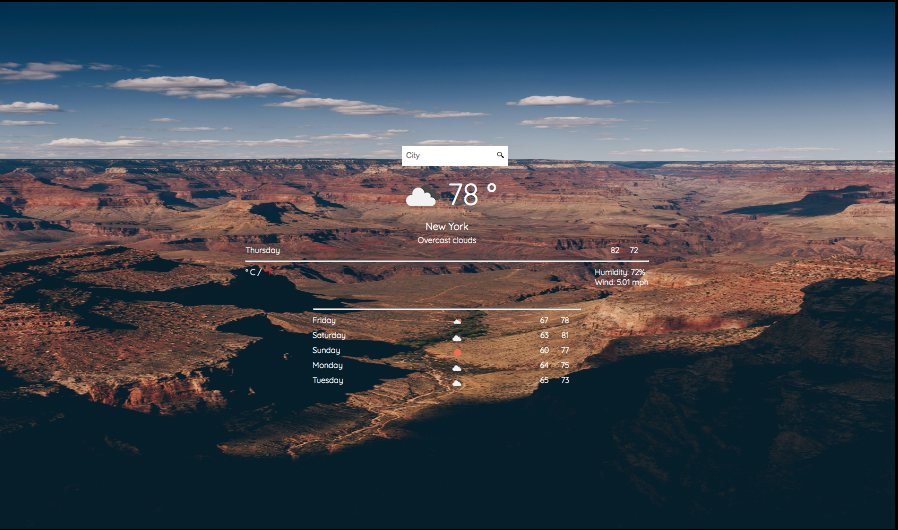 City
78 °
New York
Overcast clouds
Thursday 82 72
° C /
Humidity: 72%
Wind: 5.01 mph
Friday 67 78
Saturday 63 81
Sunday 60 77
Monday 64 75
Tuesday 65 73